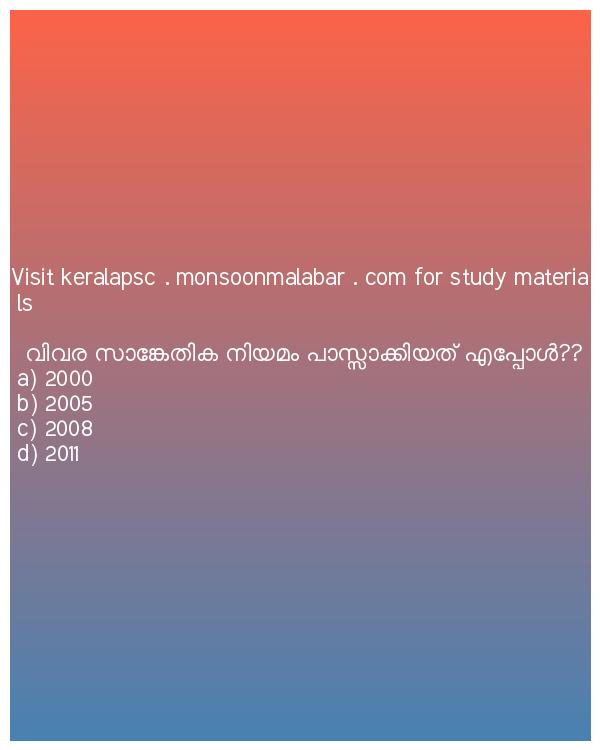 Visit keralapsc . monsoonmalabar . com for study materia
ls
വിവര സാങ്കേതിക നിയമം പാസ്സാക്കിയത് എപ്പോൾ??
a) 2000
b) 2005
c) 2008
d) 2011